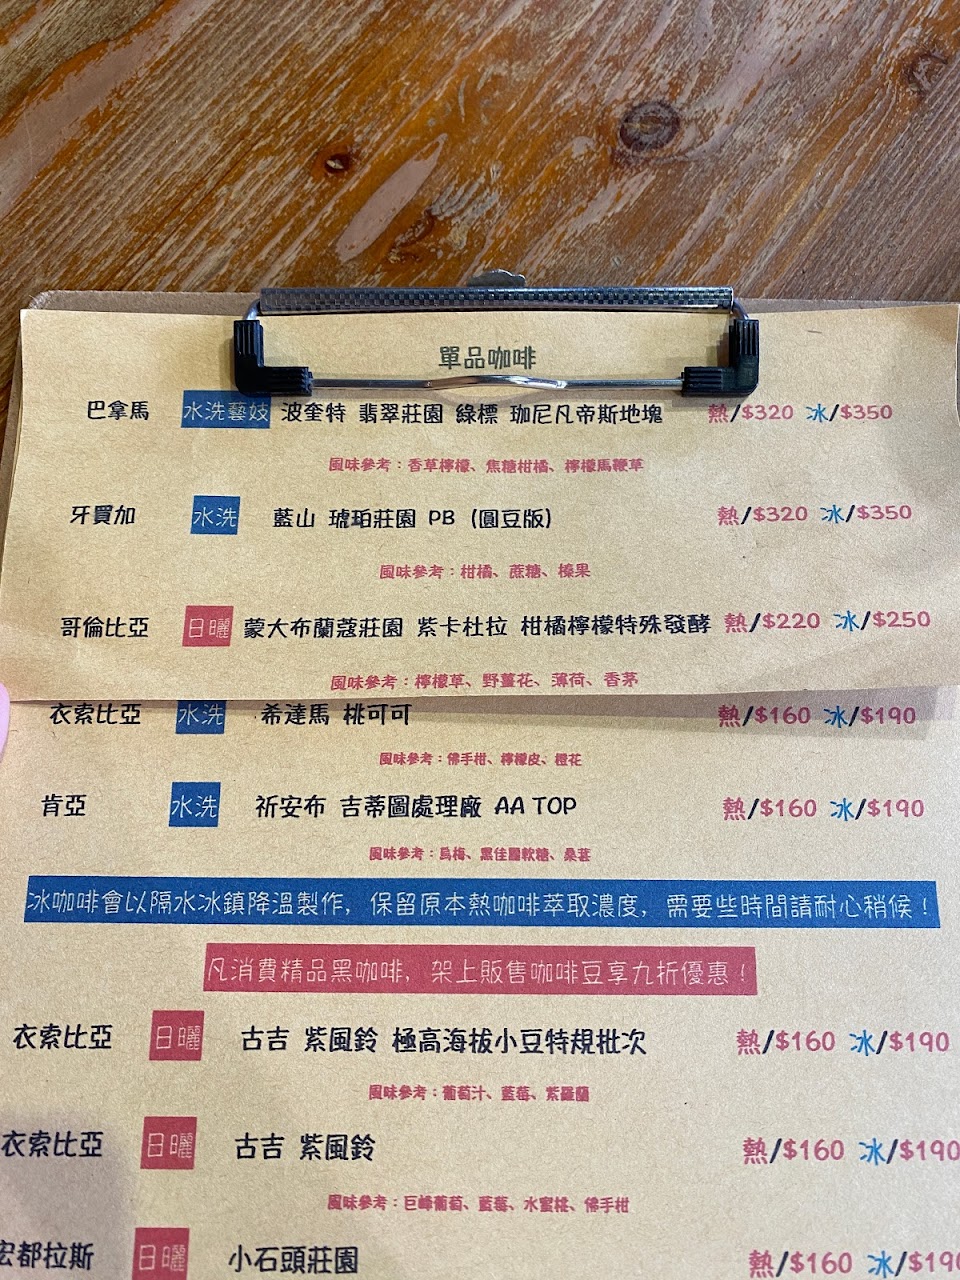 單品咖啡
巴拿馬 水洗藝妓 波奎特 翡翠莊園 綠標 珈尼凡帝斯地塊 熱/$320 冰/$350
風味參考：香草檸檬、焦糖柑橘、檸檬馬鞭草
牙買加 水洗 藍山 琥珀莊園 PB (圓豆版) 熱/$320 冰/$350
風味參考：柑橘、蔗糖、榛果
哥倫比亞 日曬 蒙大布蘭蔻莊園 紫卡杜拉 柑橘檸檬特殊發酵 熱/$220 冰/$250
風味參考：檸檬草、野薑花、薄荷、香茅
衣索比亞 水洗 希達馬 桃可可 熱/$160 冰/$190
風味參考：佛手柑、檸檬皮、橙花
肯亞 水洗 祈安布 吉蒂圖處理廠 AA TOP 熱/$160 冰/$190
風味參考：烏梅、黑佳麗軟糖、桑葚
冰咖啡會以隔水冰鎮降溫製作，保留原本熱咖啡萃取濃度，需要些時間請耐心稍候！
凡消費精品黑咖啡，架上販售咖啡豆享九折優惠！
衣索比亞 日曬 古吉 紫風鈴 極高海拔小豆特規批次 熱/$160 冰/$190
風味參考：葡萄汁、藍莓、紫羅蘭
衣索比亞 日曬 古吉 紫風鈴 熱/$160 冰/$190
風味參考：巨峰葡萄、藍莓、水蜜桃、佛手柑
宏都拉斯 日曬 小石頭莊園 熱/$160 冰/$190